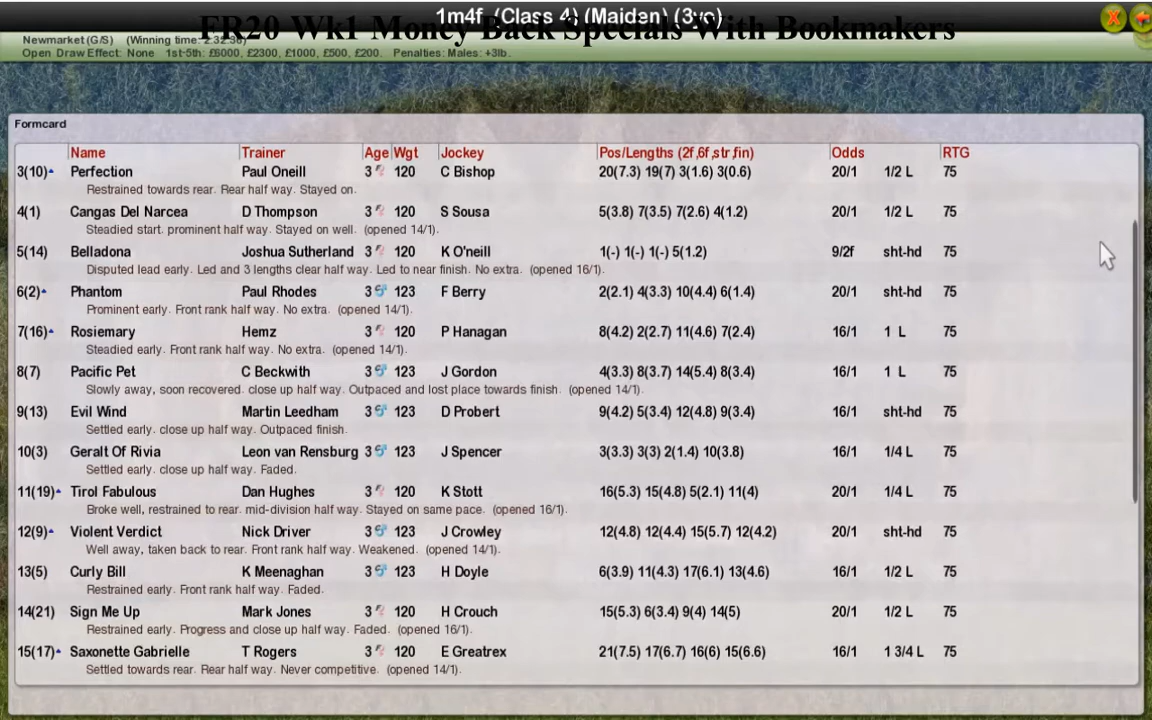 1m4f (Class 4) (Maiden) (3yo)
FR20 Wk1 Money Back Specials With Bookmakers
Newmarket (G/S) (Winning time: 2:32.38)
Open Draw Effect: None 1st-5th: £6000, £2300, £1000, £500, £200. Penalties: Males: +3lb.
Formcard
Name Trainer Age Wgt Jockey Pos/Lengths (2f,6f,str,fin) Odds RTG
3(10) Perfection Paul Oneill 3 120 C Bishop 20(7.3) 19(7) 3(1.6) 3(0.6) 20/1 1/2 L 75
Restrained towards rear. Rear half way. Stayed on.
4(1) Cangas Del Narcea D Thompson 3 120 S Sousa 5(3.8) 7(3.5) 7(2.6) 4(1.2) 20/1 1/2 L 75
Steadied start. prominent half way. Stayed on well. (opened 14/1).
5(14) Belladona Joshua Sutherland 3 120 K O'neill 1(-) 1(-) 1(-) 5(1.2) 9/2f sht-hd 75
Disputed lead early. Led and 3 lengths clear half way. Led to near finish. No extra. (opened 16/1).
6(2) Phantom Paul Rhodes 3 123 F Berry 2(2.1) 4(3.3) 10(4.4) 6(1.4) 20/1 sht-hd 75
Prominent early. Front rank half way. No extra. (opened 14/1).
7(16) Rosiemary Hemz 3 120 P Hanagan 8(4.2) 2(2.7) 11(4.6) 7(2.4) 16/1 1 L 75
Steadied early. Front rank half way. No extra. (opened 14/1).
8(7) Pacific Pet C Beckwith 3 123 J Gordon 4(3.3) 8(3.7) 14(5.4) 8(3.4) 16/1 1 L 75
Slowly away, soon recovered. close up half way. Outpaced and lost place towards finish. (opened 14/1).
9(13) Evil Wind Martin Leedham 3 123 D Probert 9(4.2) 5(3.4) 12(4.8) 9(3.4) 16/1 sht-hd 75
Settled early. close up half way. Outpaced finish.
10(3) Geralt Of Rivia Leon van Rensburg 3 123 J Spencer 3(3.3) 3(3) 2(1.4) 10(3.8) 16/1 1/4 L 75
Settled early. close up half way. Faded.
11(19) Tirol Fabulous Dan Hughes 3 120 K Stott 16(5.3) 15(4.8) 5(2.1) 11(4) 20/1 1/4 L 75
Broke well, restrained to rear. mid-division half way. Stayed on same pace. (opened 16/1).
12(9) Violent Verdict Nick Driver 3 123 J Crowley 12(4.8) 12(4.4) 15(5.7) 12(4.2) 20/1 sht-hd 75
Well away, taken back to rear. Front rank half way. Weakened. (opened 14/1).
13(5) Curly Bill K Meenaghan 3 123 H Doyle 6(3.9) 11(4.3) 17(6.1) 13(4.6) 16/1 1/2 L 75
Restrained early. Front rank half way. Faded.
14(21) Sign Me Up Mark Jones 3 120 H Crouch 15(5.3) 6(3.4) 9(4) 14(5) 20/1 1/2 L 75
Restrained early. Progress and close up half way. Faded. (opened 16/1).
15(17) Saxonette Gabrielle T Rogers 3 120 E Greatrex 21(7.5) 17(6.7) 16(6) 15(6.6) 16/1 1 3/4 L 75
Settled towards rear. Rear half way. Never competitive. (opened 14/1).